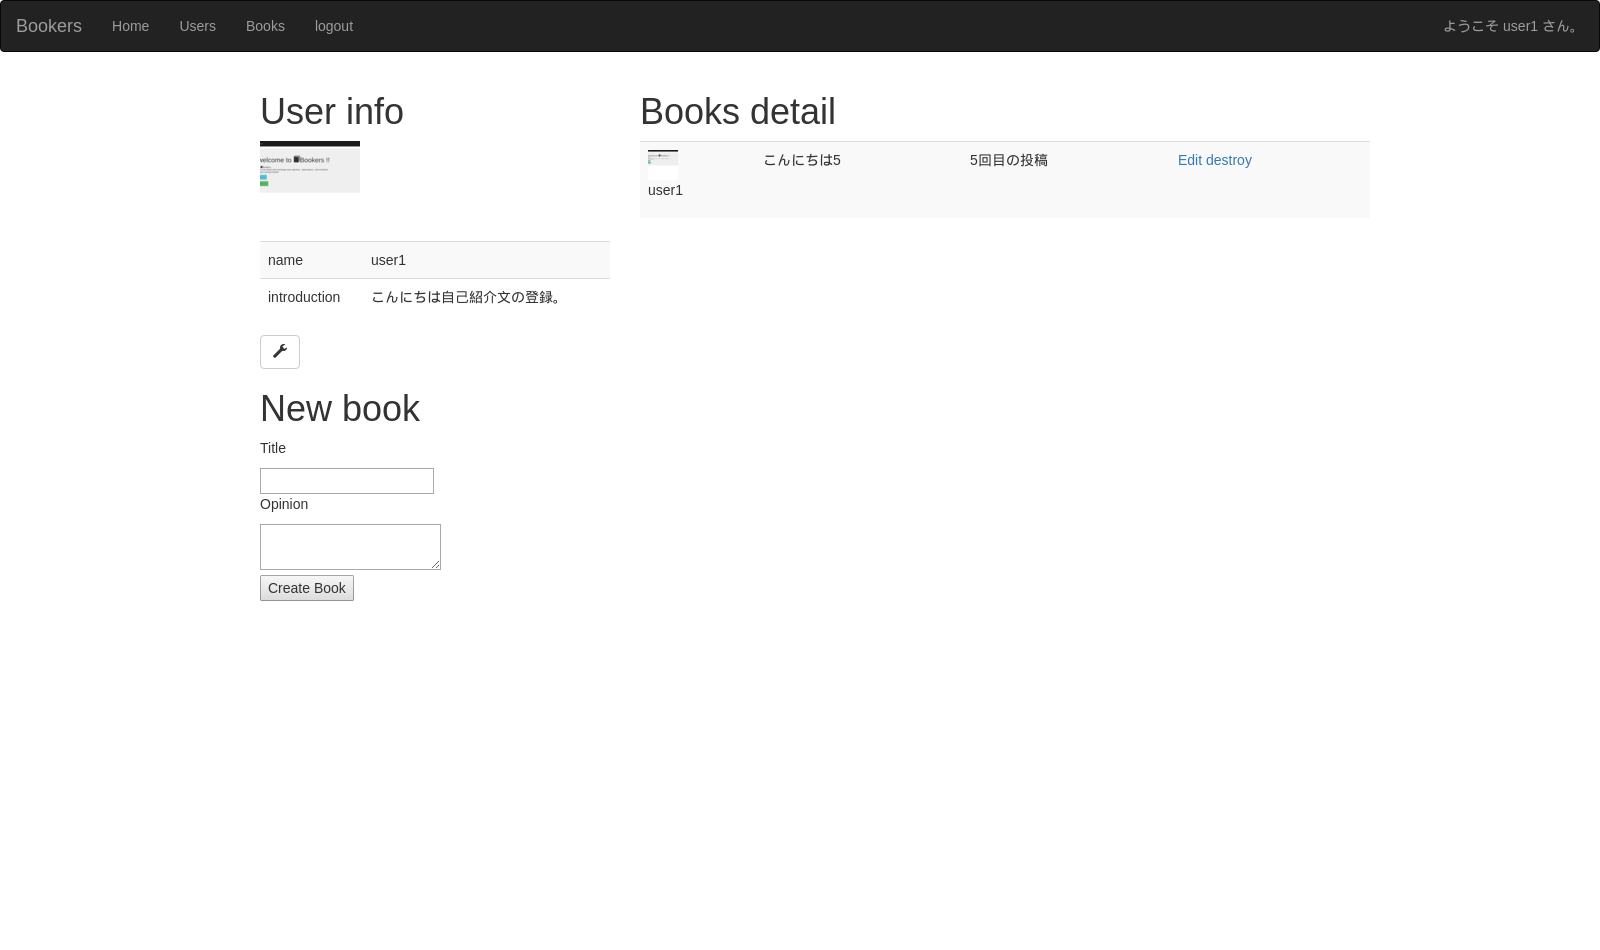 Bookers Home Users Books logout ようこそ user1 さん。
User info
welcome to Bookers !!
name user1
introduction こんにちは自己紹介文の登録。
New book
Title
Opinion
Create Book
Books detail
こんにちは5 5回目の投稿 Edit destroy
user1